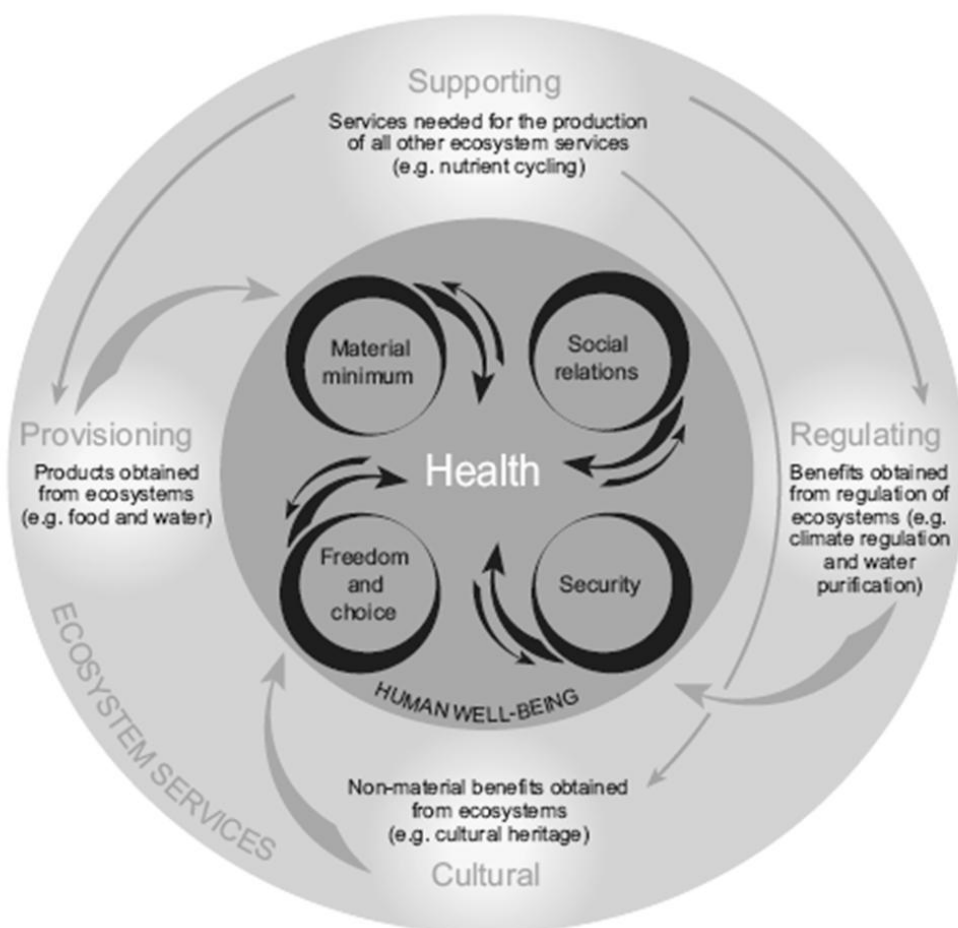 Supporting
Services needed for the production
of all other ecosystem services
(e.g. nutrient cycling)
Material
minimum
Social
relations
Provisioning
Products obtained
from ecosystems
(e.g. food and water)
Health
Regulating
Benefits obtained
from regulation of
ecosystems (e.g.
climate regulation
and water
purification)
Freedom
and
choice
Security
HUMAN WELL-BEING
ECOSYSTEM SERVICES
Non-material benefits obtained
from ecosystems
(e.g. cultural heritage)
Cultural